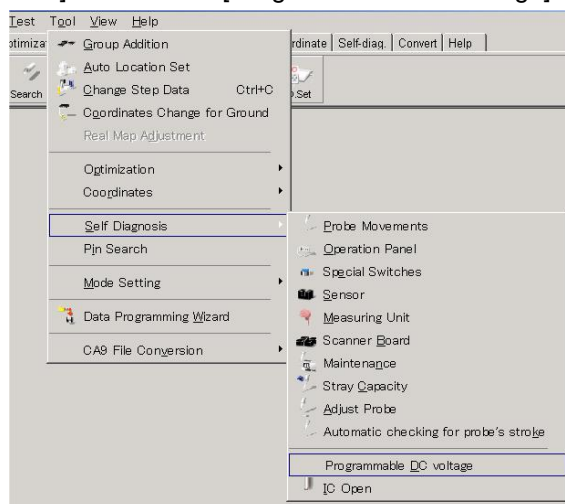 Test Tool View Help
Group Addition
rdinate Self-diag. Convert Help
Auto Location Set
Search
Change Step Data Ctrl+C
.Set
Coordinates Change for Ground
Real Map Adjustment
Optimization
Coordinates
Self Diagnosis
Pin Search
Mode Setting
Data Programming Wizard
CA9 File Conversion
Probe Movements
Operation Panel
Special Switches
Sensor
Measuring Unit
Scanner Board
Maintenance
Stray Capacity
Adjust Probe
Automatic checking for probe's stroke
Programmable DC voltage
IC Open